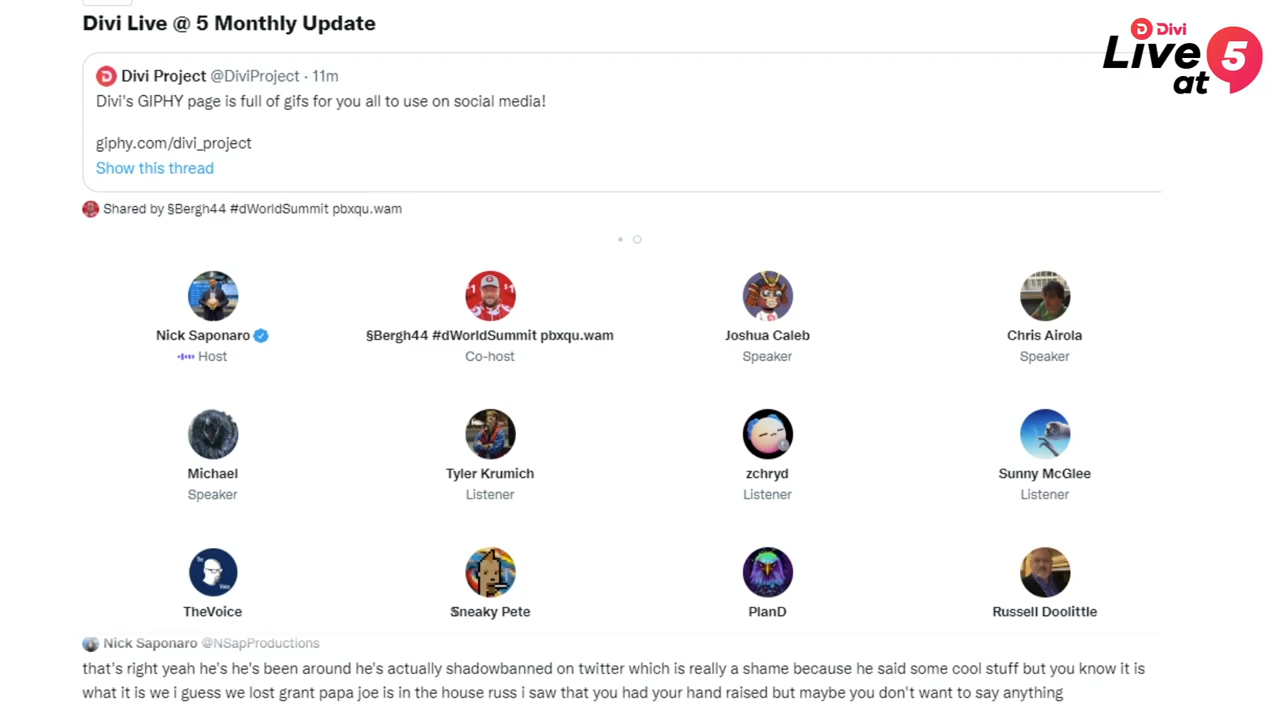 Divi Live @ 5 Monthly Update
Divi
Live
at
5
Divi Project @DiviProject · 11m
Divi's GIPHY page is full of gifs for you all to use on social media!
giphy.com/divi_project
Show this thread
Shared by §Bergh44 #dWorldSummit pbxqu.wam
Nick Saponaro
Host
§Bergh44 #dWorldSummit pbxqu.wam
Co-host
Joshua Caleb
Speaker
Chris Airola
Speaker
Michael
Speaker
Tyler Krumich
Listener
zchryd
Listener
Sunny McGlee
Listener
TheVoice
Sneaky Pete
PlanD
Russell Doolittle
Nick Saponaro @NSapProductions
that's right yeah he's he's been around he's actually shadowbanned on twitter which is really a shame because he said some cool stuff but you know it is
what it is we i guess we lost grant papa joe is in the house russ i saw that you had your hand raised but maybe you don't want to say anything